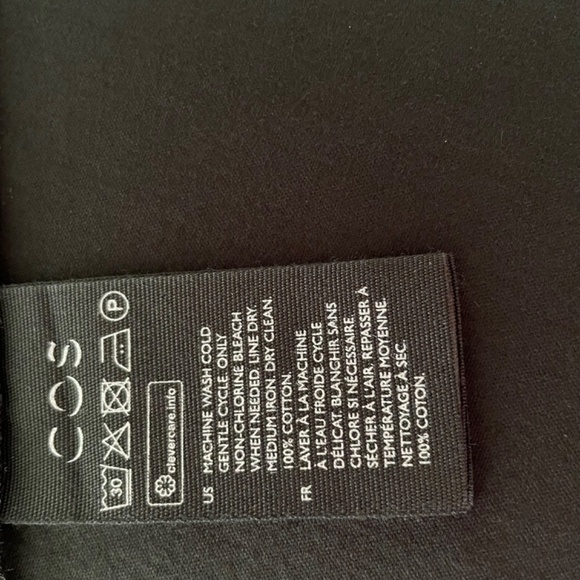 COS
30
P
clevercare.info
US MACHINE WASH COLD
GENTLE CYCLE ONLY
NON-CHLORINE BLEACH
WHEN NEEDED. LINE DRY.
MEDIUM IRON. DRY CLEAN.
100% COTTON.
FR LAVER À LA MACHINE
À L'EAU FROIDE CYCLE
DÉLICAT. BLANCHIR SANS
CHLORE SI NÉCESSAIRE.
SÉCHER À L'AIR. REPASSER À
TEMPÉRATURE MOYENNE.
NETTOYAGE À SEC.
100% COTON.